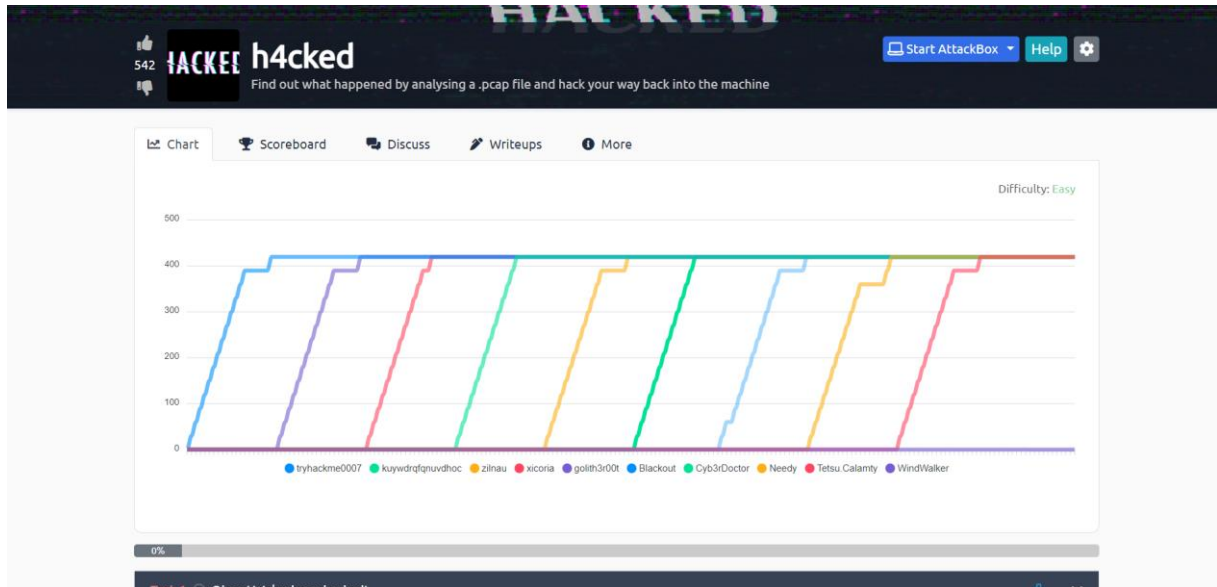 HACKED
542
HACKED
h4cked
Find out what happened by analysing a .pcap file and hack your way back into the machine
Start AttackBox
Help
Chart
Scoreboard
Discuss
Writeups
More
Difficulty: Easy
500
400
300
200
100
0
tryhackme0007 kuywdrqfqnuvdhoc zilnau xicoria golith3r00t Blackout Cyb3rDoctor Needy Tetsu.Calamty WindWalker
0%